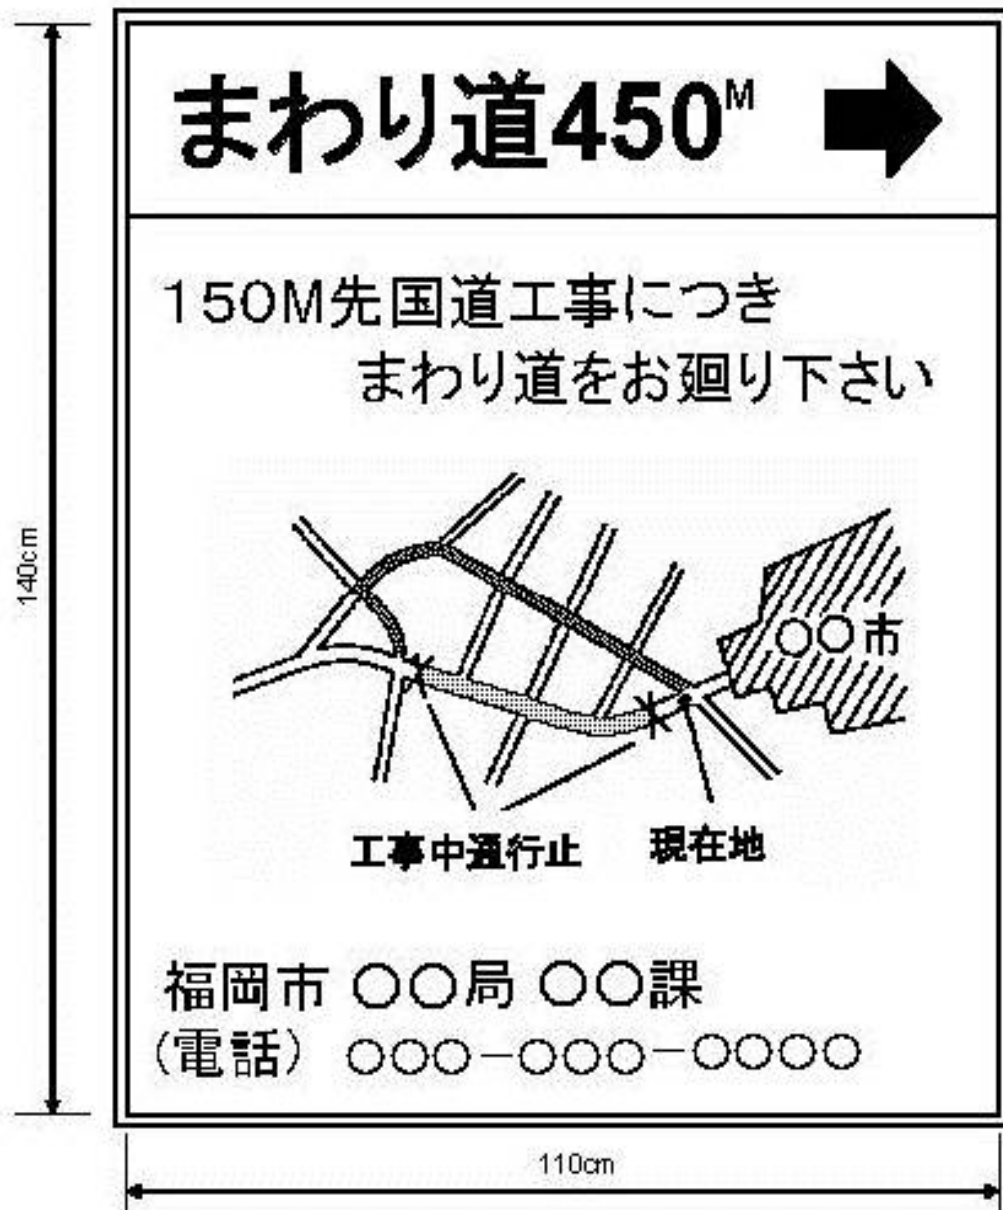 まわり道450M
150M先国道工事につき
まわり道をお廻り下さい
○○市
工事中通行止
現在地
福岡市 ○○局 ○○課
(電話) ○○○-○○○-○○○○
140cm
110cm